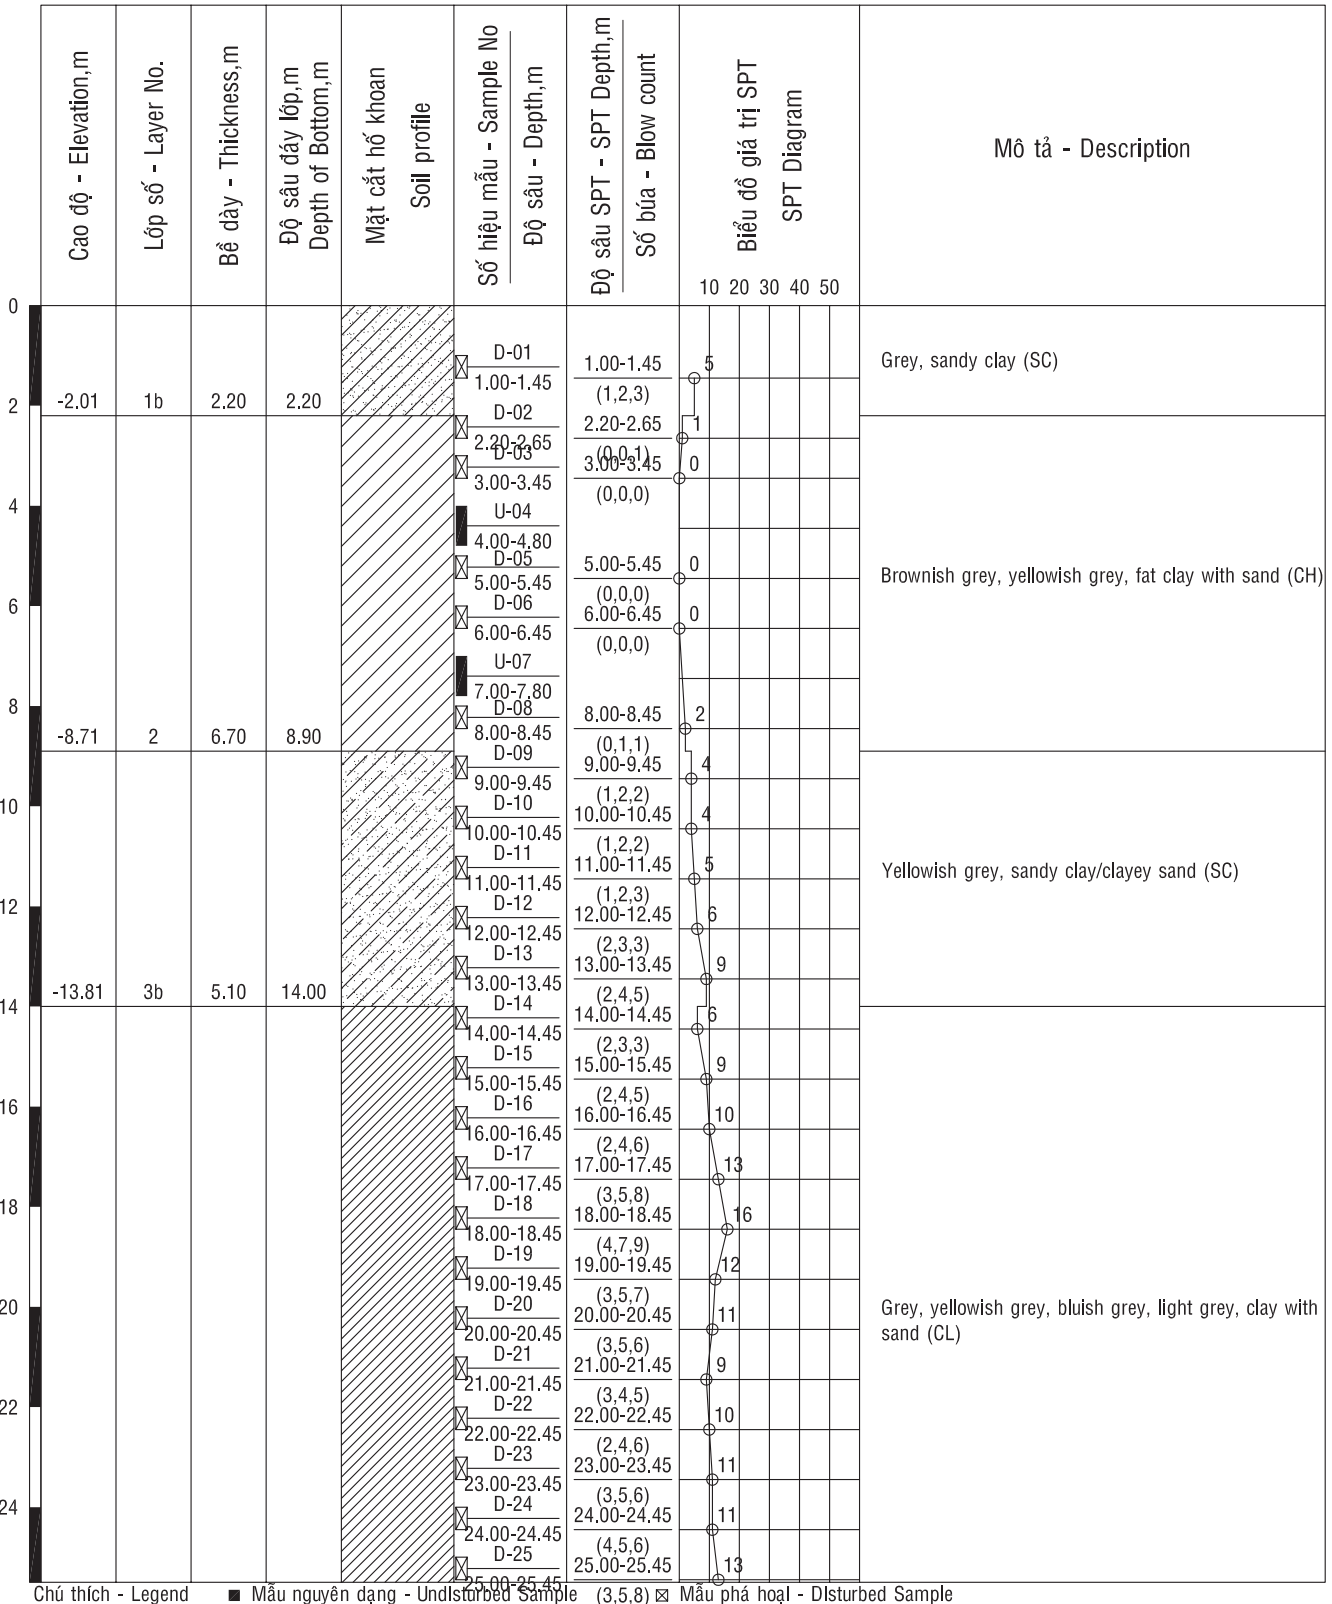 Cao độ - Elevation,m
Lớp số - Layer No.
Bề dày - Thickness,m
Độ sâu đáy lớp,m
Depth of Bottom,m
Mặt cắt hố khoan
Soil profile
Số hiệu mẫu - Sample No
Độ sâu - Depth,m
Độ sâu SPT - SPT Depth,m
Số búa - Blow count
Biểu đồ giá trị SPT
SPT Diagram
10 20 30 40 50
Mô tả - Description
0
D-01
1.00-1.45
1.00-1.45
(1,2,3)
5
Grey, sandy clay (SC)
2
-2.01 1b 2.20 2.20
D-02
2.20-2.65
2.20-2.65
(0,0,1)
1
D-03
3.00-3.45
3.00-3.45
(0,0,0)
0
4
U-04
4.00-4.80
D-05
5.00-5.45
5.00-5.45
(0,0,0)
0
Brownish grey, yellowish grey, fat clay with sand (CH)
6
D-06
6.00-6.45
6.00-6.45
(0,0,0)
0
U-07
7.00-7.80
8
D-08
8.00-8.45
8.00-8.45
(0,1,1)
2
-8.71 2 6.70 8.90
D-09
9.00-9.45
9.00-9.45
(1,2,2)
4
10
D-10
10.00-10.45
10.00-10.45
(1,2,2)
4
D-11
11.00-11.45
11.00-11.45
(1,2,3)
5
Yellowish grey, sandy clay/clayey sand (SC)
12
D-12
12.00-12.45
12.00-12.45
(2,3,3)
6
D-13
13.00-13.45
13.00-13.45
(2,4,5)
9
-13.81 3b 5.10 14.00
14
D-14
14.00-14.45
14.00-14.45
(2,3,3)
6
D-15
15.00-15.45
15.00-15.45
(2,4,5)
9
16
D-16
16.00-16.45
16.00-16.45
(2,4,6)
10
D-17
17.00-17.45
17.00-17.45
(3,5,8)
13
18
D-18
18.00-18.45
18.00-18.45
(4,7,9)
16
D-19
19.00-19.45
19.00-19.45
(3,5,7)
12
20
D-20
20.00-20.45
20.00-20.45
(3,5,6)
11
Grey, yellowish grey, bluish grey, light grey, clay with
sand (CL)
D-21
21.00-21.45
21.00-21.45
(3,4,5)
9
22
D-22
22.00-22.45
22.00-22.45
(2,4,6)
10
D-23
23.00-23.45
23.00-23.45
(3,5,6)
11
24
D-24
24.00-24.45
24.00-24.45
(4,5,6)
11
D-25
25.00-25.45
25.00-25.45
(3,5,8)
13
Chú thích - Legend Mẫu nguyên dạng - Undisturbed Sample Mẫu phá hoại - Disturbed Sample